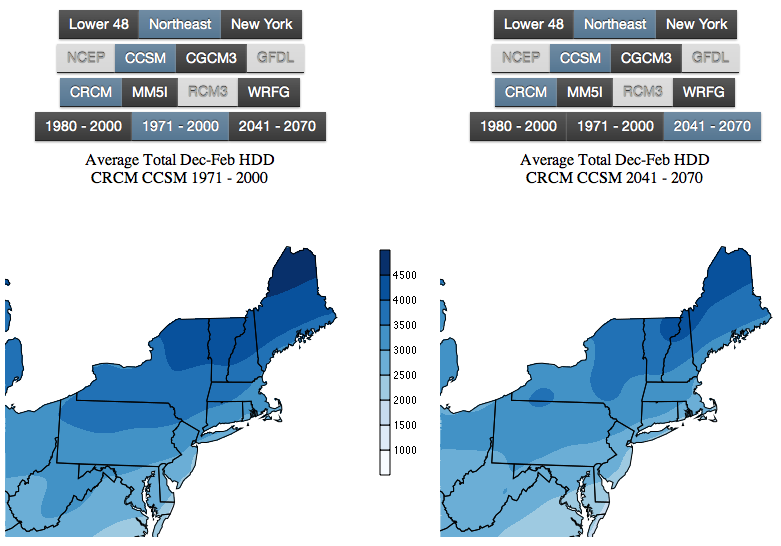 Lower 48 Northeast New York
NCEP CCSM CGCM3 GFDL
CRCM MM5I RCM3 WRFG
1980 - 2000 1971 - 2000 2041 - 2070
Average Total Dec-Feb HDD
CRCM CCSM 1971 - 2000
Lower 48 Northeast New York
NCEP CCSM CGCM3 GFDL
CRCM MM5I RCM3 WRFG
1980 - 2000 1971 - 2000 2041 - 2070
Average Total Dec-Feb HDD
CRCM CCSM 2041 - 2070
4500
4000
3500
3000
2500
2000
1500
1000